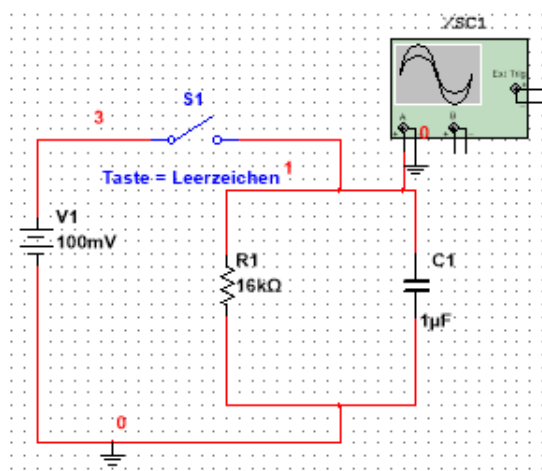 XSC1
Ext Trig
+
A
B
0
S1
3
Taste = Leerzeichen
1
V1
100mV
R1
16kΩ
C1
1µF
0